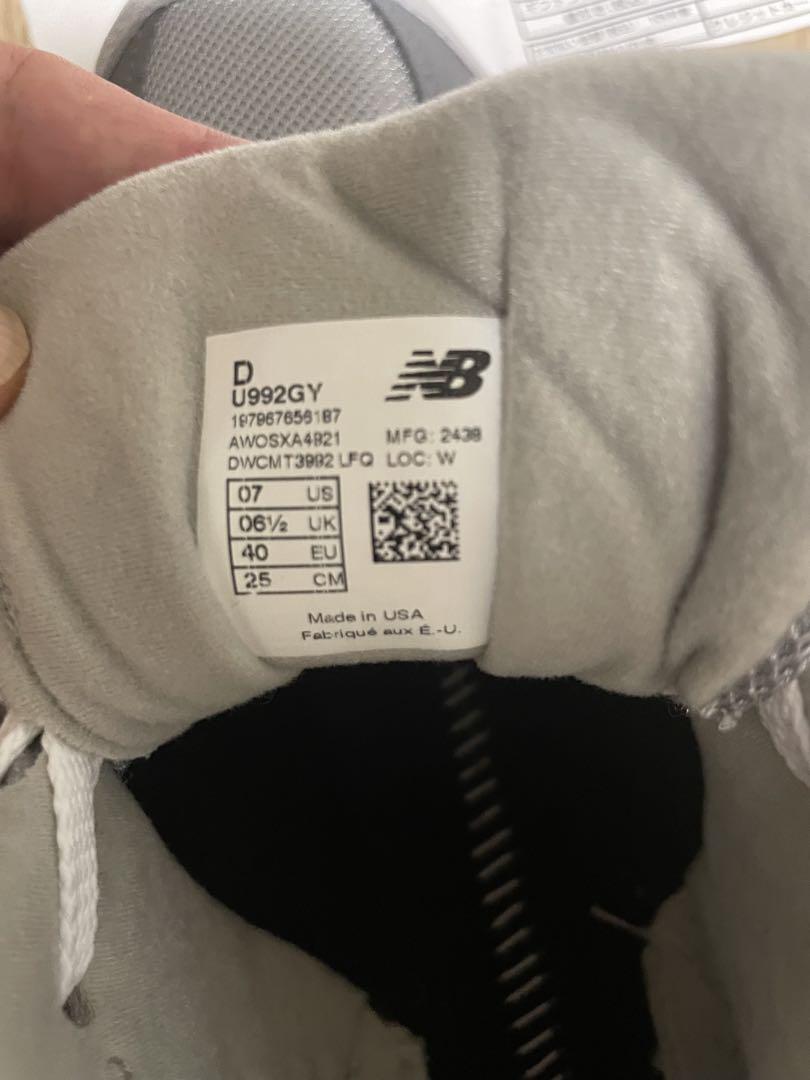 D
NB
U992GY
197967656187
AWOSXA4921 MFG: 2439
DWCMT3992 LFQ LOC: W
07 US
06½ UK
40 EU
25 CM
Made in USA
Fabriqué aux É.-U.